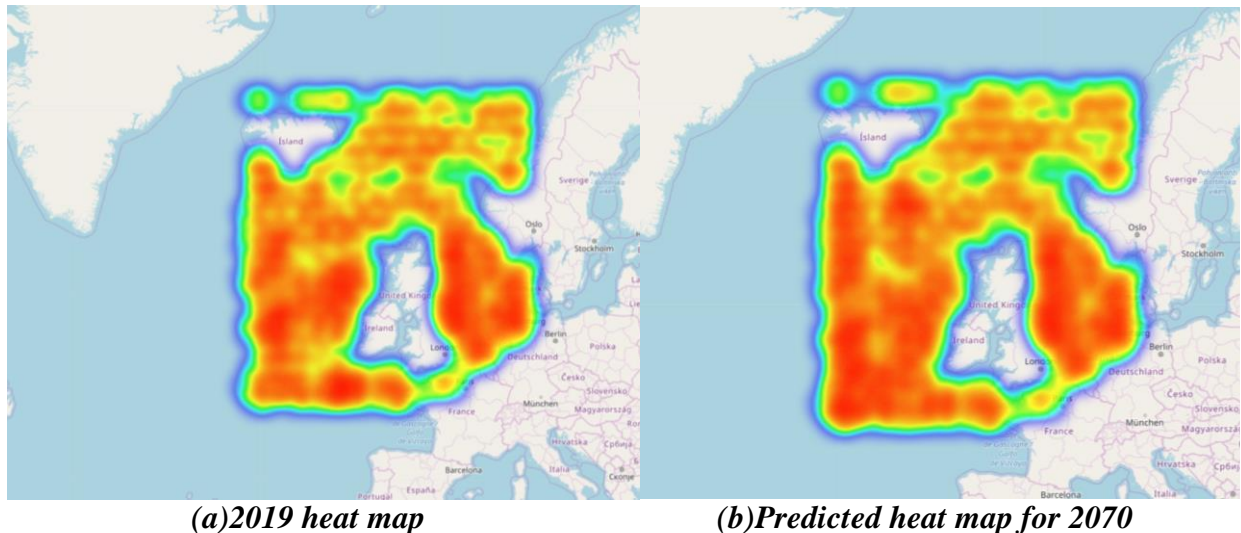 Ísland
Sverige
Oslo
Stockholm
United Kingdom
Ireland
London
Berlin
Polska
Deutschland
Česko
Slovensko
München
Magyarország
France
Hrvatska
Србија
Italia
Barcelona
España
Portugal
Скопје
Ísland
Sverige
Oslo
Stockholm
United Kingdom
Ireland
Berlin
Polska
Deutschland
Česko
Slovensko
München
Magyarország
France
Hrvatska
Србија
Italia
Barcelona
(a)2019 heat map
(b)Predicted heat map for 2070